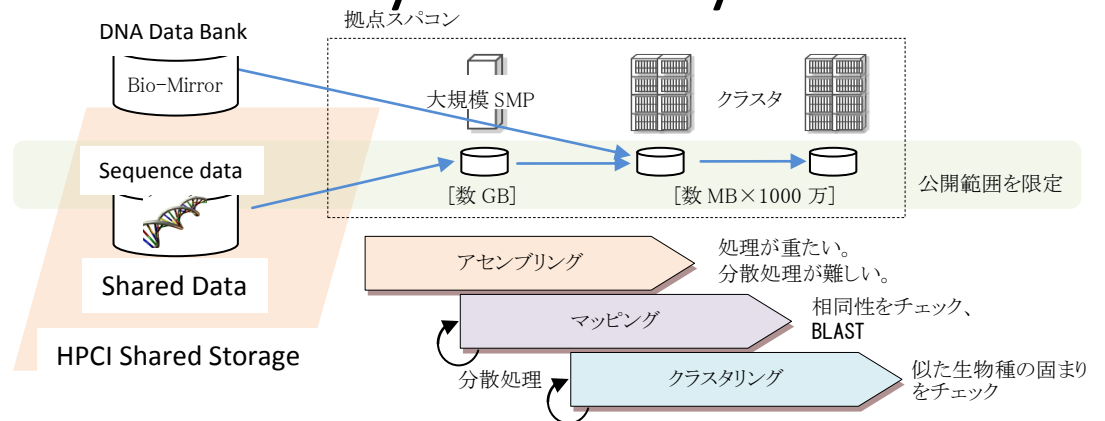 拠点スパコン
DNA Data Bank
Bio-Mirror
大規模 SMP
クラスタ
Sequence data
[数 GB]
[数 MB×1000 万]
公開範囲を限定
Shared Data
HPCI Shared Storage
アセンブリング
処理が重たい。
分散処理が難しい。
マッピング
相同性をチェック、
BLAST
分散処理
クラスタリング
似た生物種の固まり
をチェック